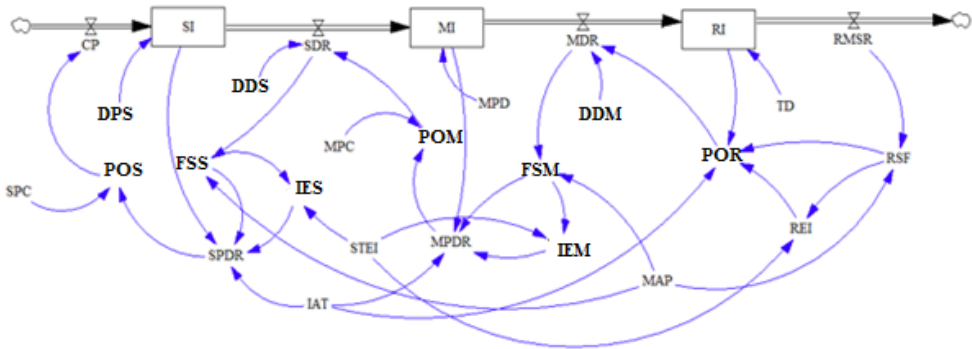 SI
MI
RI
CP
SDR
MDR
RMSR
DPS
DDS
MPD
DDM
TD
MPC
POM
POS
FSS
FSM
POR
RSF
SPC
IES
REI
SPDR
STEI
MPDR
IEM
IAT
MAP